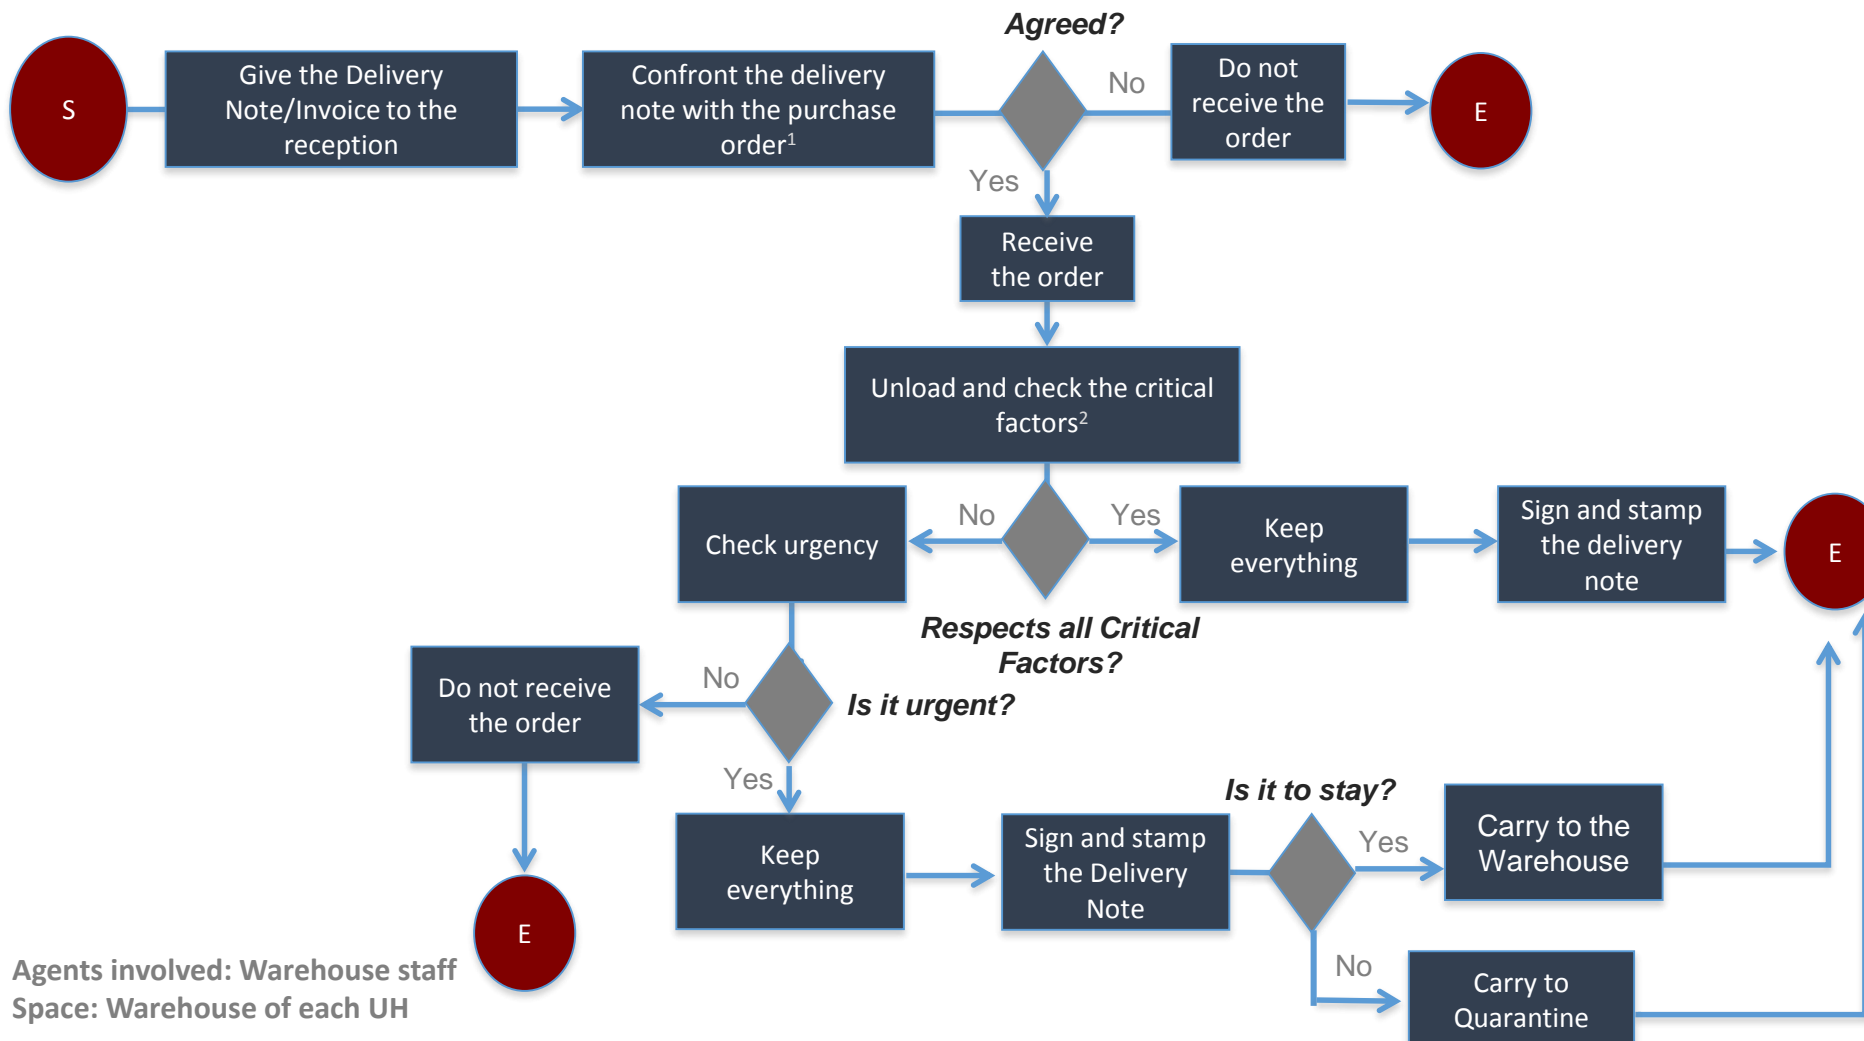 Agreed?
S
Give the Delivery
Note/Invoice to the
reception
Confront the delivery
note with the purchase
order¹
No
Do not
receive the
order
E
Yes
Receive
the order
Unload and check the critical
factors²
Check urgency
No
Yes
Keep
everything
Sign and stamp
the delivery
note
E
Respects all Critical
Factors?
Do not receive
the order
No
Is it urgent?
Yes
Is it to stay?
Keep
everything
Sign and stamp
the Delivery
Note
Yes
Carry to the
Warehouse
E
No
Carry to
Quarantine
Agents involved: Warehouse staff
Space: Warehouse of each UH